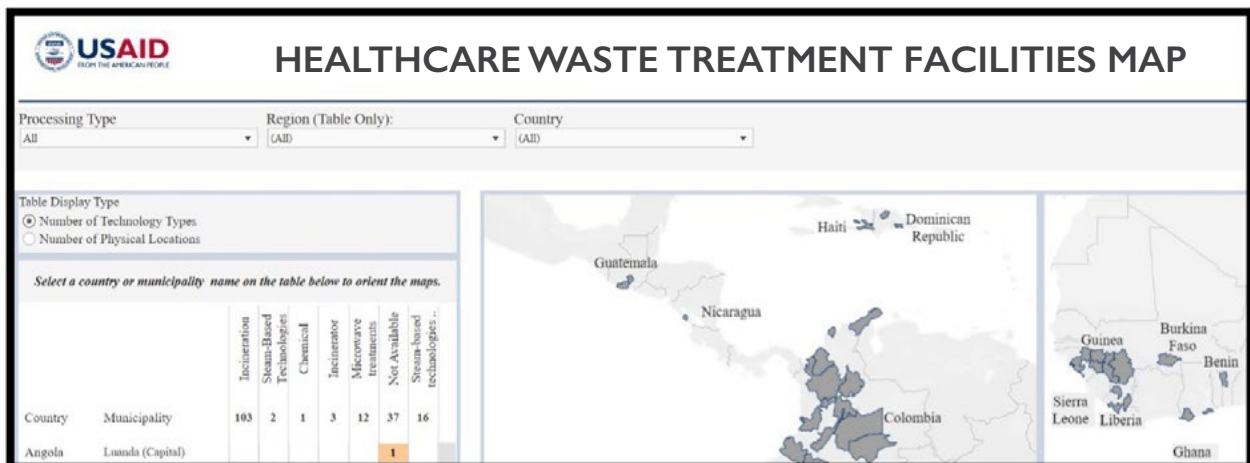 USAID
FROM THE AMERICAN PEOPLE
HEALTHCARE WASTE TREATMENT FACILITIES MAP
Processing Type
All
Region (Table Only):
(All)
Country
(All)
Table Display Type
Number of Technology Types
Number of Physical Locations
Select a country or municipality name on the table below to orient the maps.
Incineration
Steam-Based
Technologies
Chemical
Incinerator
Microwave
treatments
Not Available
Steam-based
technologies..
Country Municipality 103 2 1 3 12 37 16
Angola Luanda (Capital) 1
Haiti
Dominican
Republic
Guatemala
Nicaragua
Colombia
Guinea
Burkina
Faso
Benin
Sierra
Leone
Liberia
Ghana